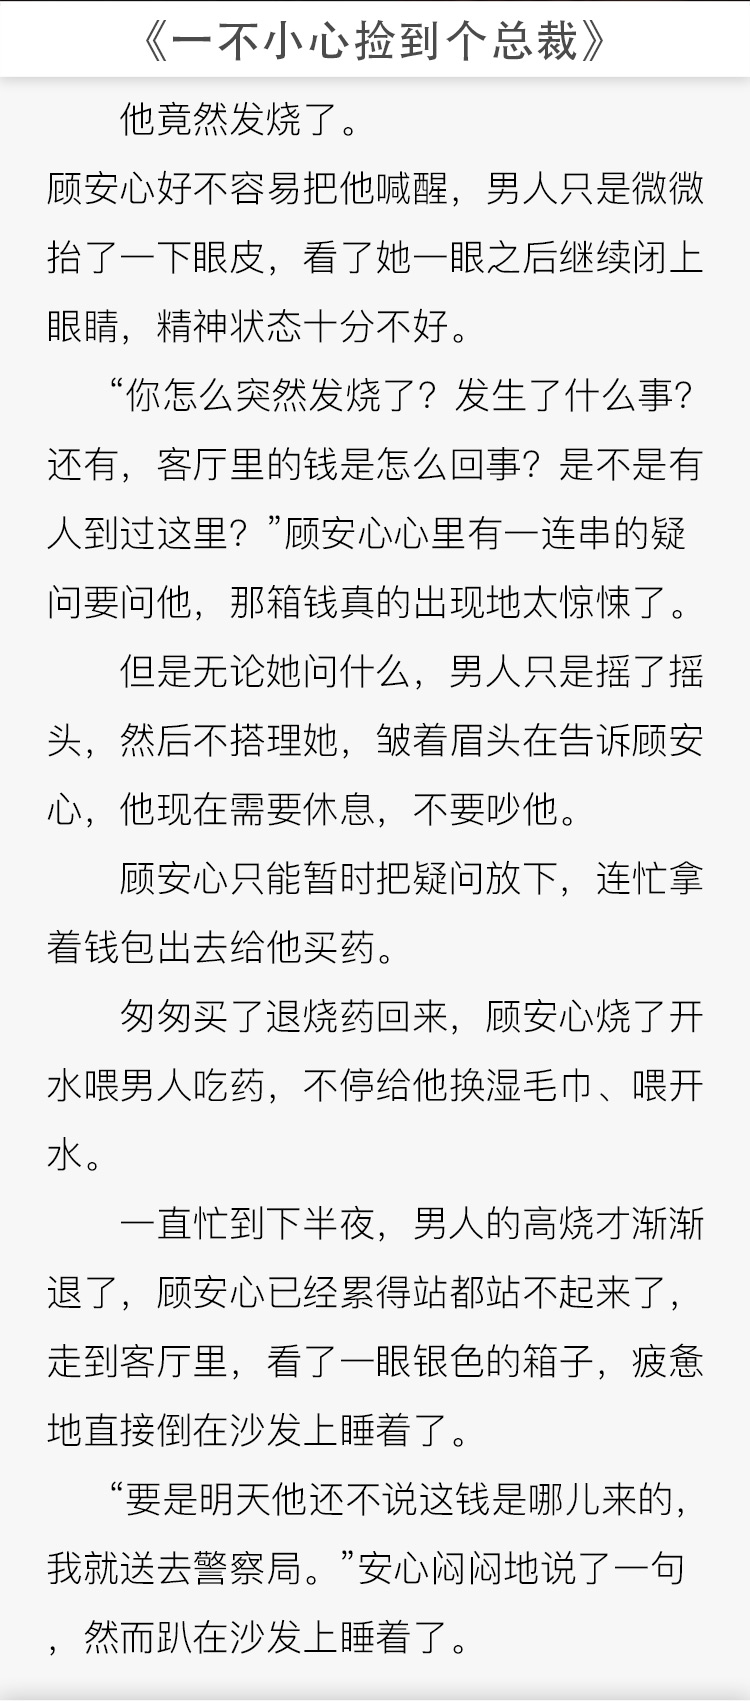 《一不小心捡到个总裁》
他竟然发烧了。
顾安心好不容易把他喊醒，男人只是微微
抬了一下眼皮，看了她一眼之后继续闭上
眼睛，精神状态十分不好。
“你怎么突然发烧了？发生了什么事？
还有，客厅里的钱是怎么回事？是不是有
人到过这里？”顾安心心里有一连串的疑
问要问他，那箱钱真的出现地太惊悚了。
但是无论她问什么，男人只是摇了摇
头，然后不搭理她，皱着眉头在告诉顾安
心，他现在需要休息，不要吵他。
顾安心只能暂时把疑问放下，连忙拿
着钱包出去给他买药。
匆匆买了退烧药回来，顾安心烧了开
水喂男人吃药，不停给他换湿毛巾、喂开
水。
一直忙到下半夜，男人的高烧才渐渐
退了，顾安心已经累得站都站不起来了，
走到客厅里，看了一眼银色的箱子，疲惫
地直接倒在沙发上睡着了。
“要是明天他还不说这钱是哪儿来的，
我就送去警察局。”安心闷闷地说了一句
，然而趴在沙发上睡着了。